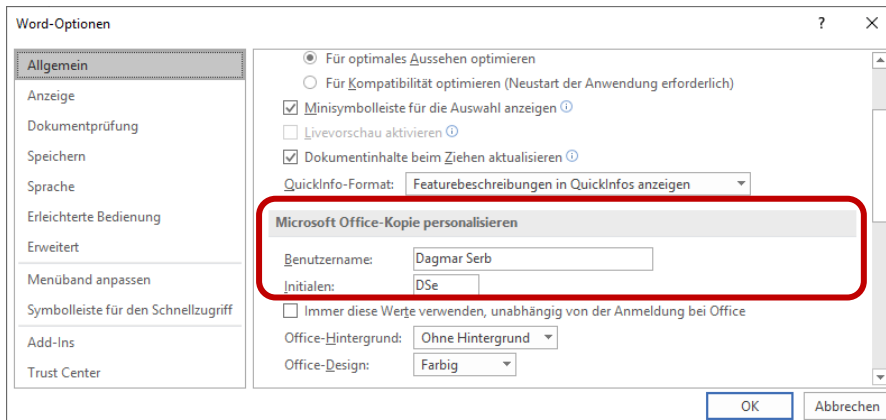 Word-Optionen ?
Allgemein
Anzeige
Dokumentprüfung
Speichern
Sprache
Erleichterte Bedienung
Erweitert
Menüband anpassen
Symbolleiste für den Schnellzugriff
Add-Ins
Trust Center
Für optimales Aussehen optimieren
Für Kompatibilität optimieren (Neustart der Anwendung erforderlich)
Minisymbolleiste für die Auswahl anzeigen
Livevorschau aktivieren
Dokumentinhalte beim Ziehen aktualisieren
QuickInfo-Format: Featurebeschreibungen in QuickInfos anzeigen
Microsoft Office-Kopie personalisieren
Benutzername: Dagmar Serb
Initialen: DSe
Immer diese Werte verwenden, unabhängig von der Anmeldung bei Office
Office-Hintergrund: Ohne Hintergrund
Office-Design: Farbig
OK Abbrechen